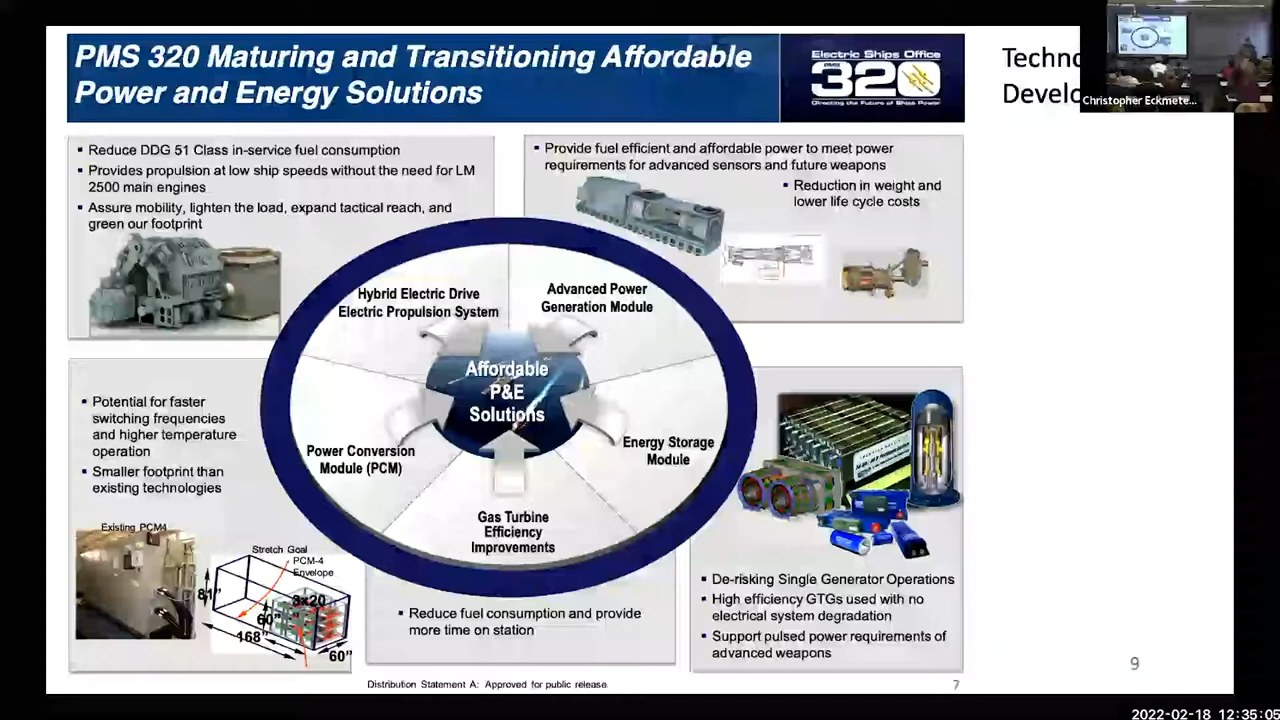 PMS 320 Maturing and Transitioning Affordable
Power and Energy Solutions
Electric Ships Office
PMS
320
Directing the Future of Ships Power
Techno
Develo
Christopher Eckmete...
▪ Reduce DDG 51 Class in-service fuel consumption
▪ Provides propulsion at low ship speeds without the need for LM
2500 main engines
▪ Assure mobility, lighten the load, expand tactical reach, and
green our footprint
▪ Provide fuel efficient and affordable power to meet power
requirements for advanced sensors and future weapons
▪ Reduction in weight and
lower life cycle costs
Hybrid Electric Drive
Electric Propulsion System
Advanced Power
Generation Module
Affordable
P&E
Solutions
Power Conversion
Module (PCM)
Energy Storage
Module
Gas Turbine
Efficiency
Improvements
▪ Potential for faster
switching frequencies
and higher temperature
operation
▪ Smaller footprint than
existing technologies
Existing PCM4
Stretch Goal
PCM-4
Envelope
81"
3x20
60"
168"
60"
▪ Reduce fuel consumption and provide
more time on station
▪ De-risking Single Generator Operations
▪ High efficiency GTGs used with no
electrical system degradation
▪ Support pulsed power requirements of
advanced weapons
Distribution Statement A: Approved for public release.
7
9
2022-02-18 12:35:05